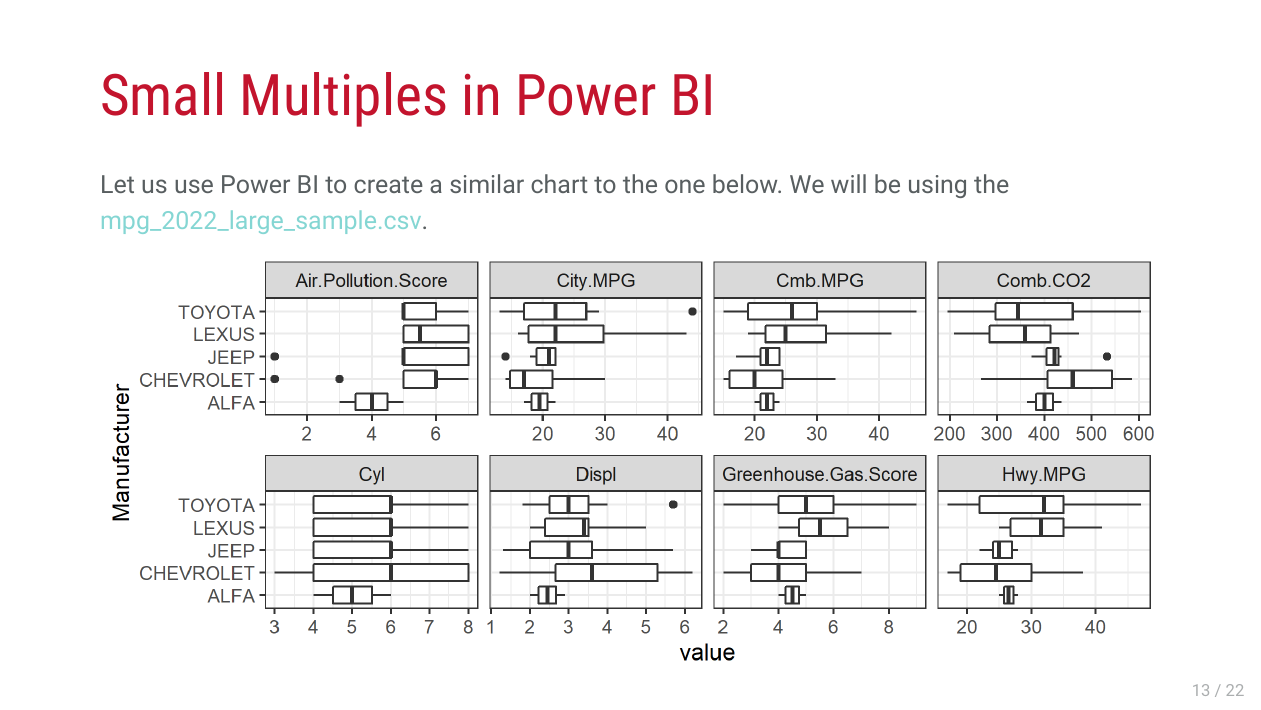 Small Multiples in Power BI
Let us use Power BI to create a similar chart to the one below. We will be using the
mpg_2022_large_sample.csv.
Air.Pollution.Score City.MPG Cmb.MPG Comb.CO2
TOYOTA
LEXUS
JEEP
CHEVROLET
ALFA
2 4 6 20 30 40 20 30 40 200 300 400 500 600
Manufacturer
Cyl Displ Greenhouse.Gas.Score Hwy.MPG
TOYOTA
LEXUS
JEEP
CHEVROLET
ALFA
3 4 5 6 7 8 1 2 3 4 5 6 2 4 6 8 20 30 40
value
13 / 22